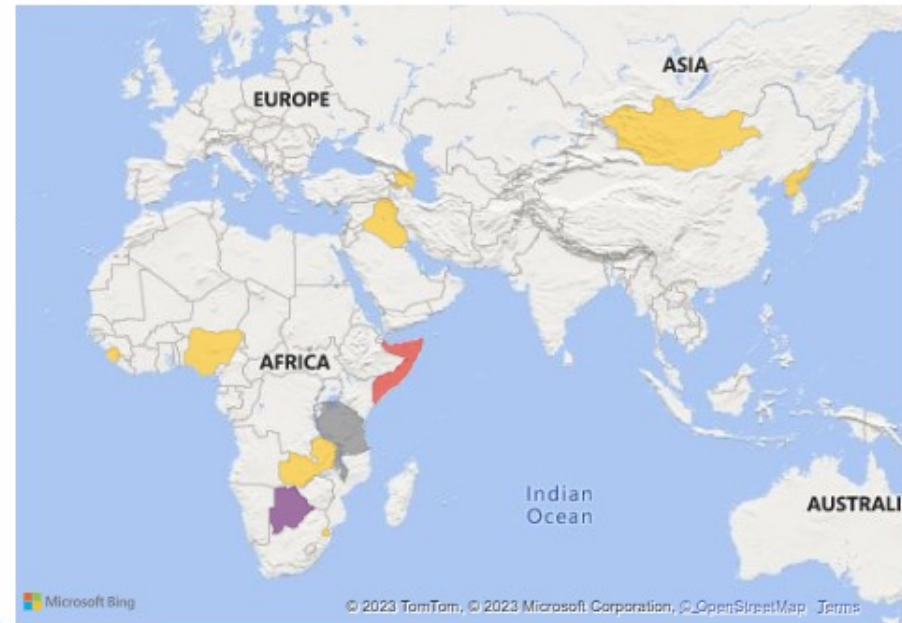 ASIA
EUROPE
AFRICA
Indian
Ocean
AUSTRALI
Microsoft Bing
© 2023 TomTom, © 2023 Microsoft Corporation, © OpenStreetMap Terms